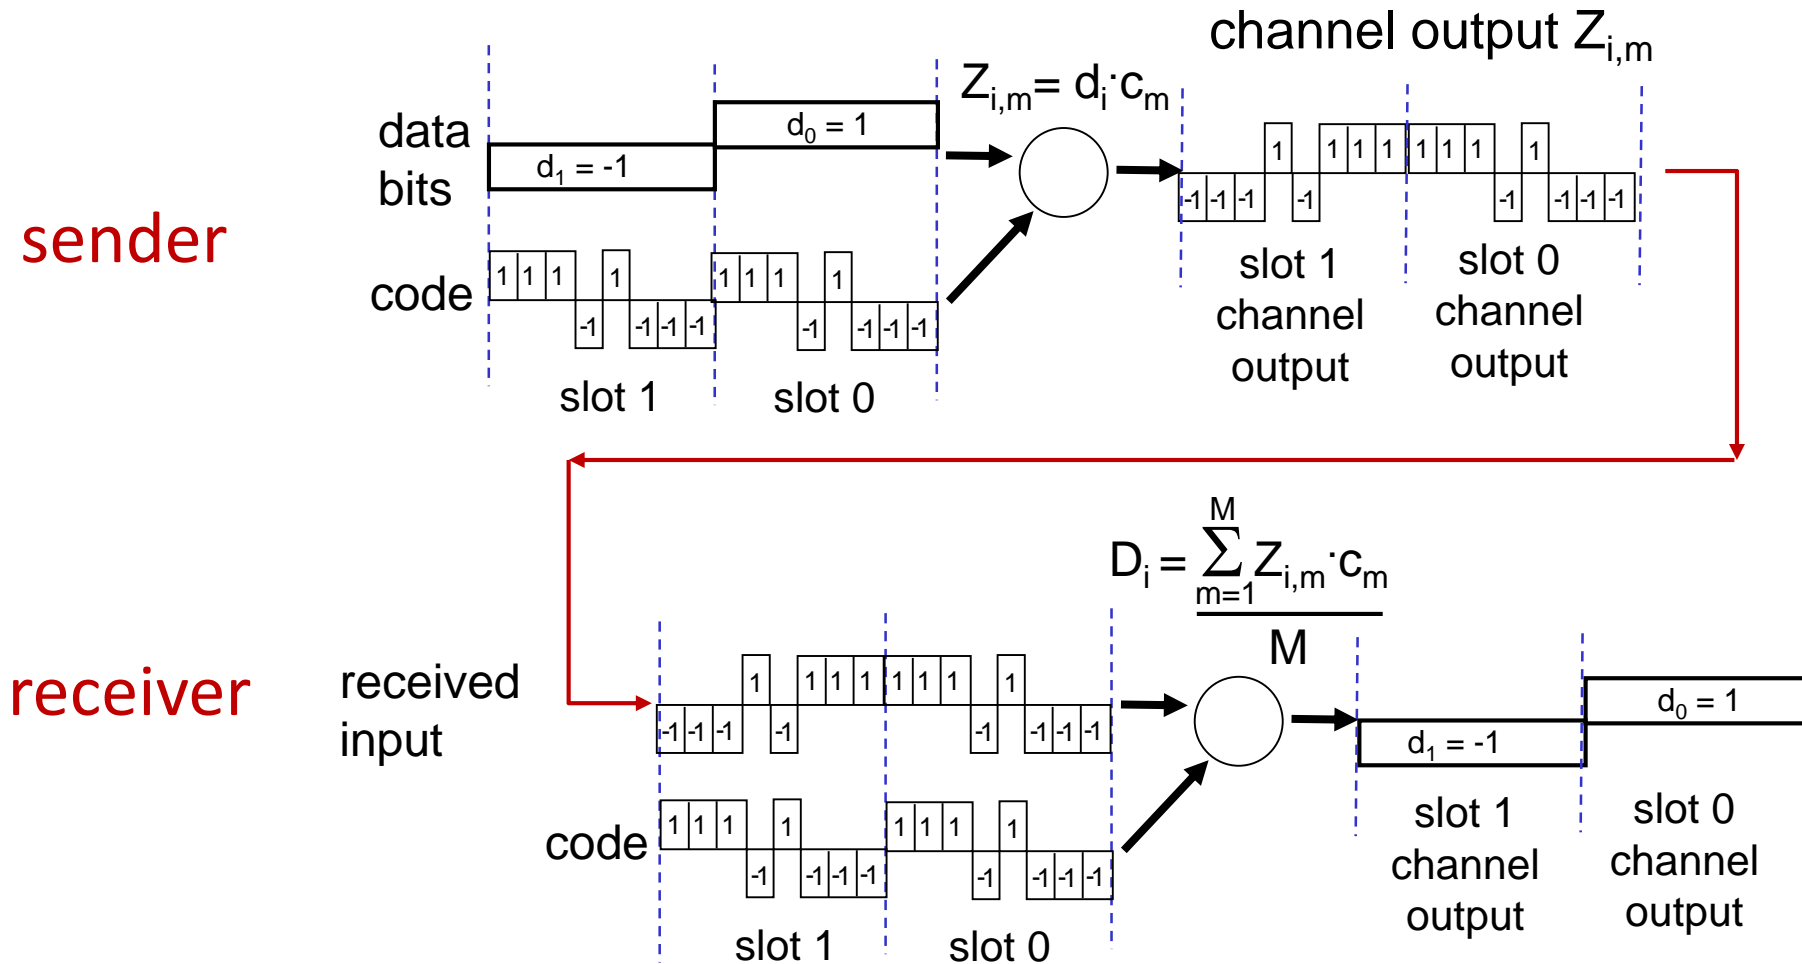 channel output Z_{i,m}
Z_{i,m}= d_i·c_m
data bits
d_1 = -1
d_0 = 1
sender
code
1 1 1 -1 1 -1 -1 -1
1 1 1 -1 1 -1 -1 -1
slot 1
slot 0
-1 -1 -1 1 -1 1 1 1
1 1 1 -1 1 -1 -1 -1
slot 1
channel
output
slot 0
channel
output
D_i = \sum_{m=1}^{M} Z_{i,m}·c_m
M
receiver
received
input
-1 -1 -1 1 -1 1 1 1
1 1 1 -1 1 -1 -1 -1
code
1 1 1 -1 1 -1 -1 -1
1 1 1 -1 1 -1 -1 -1
slot 1
slot 0
d_1 = -1
d_0 = 1
slot 1
channel
output
slot 0
channel
output